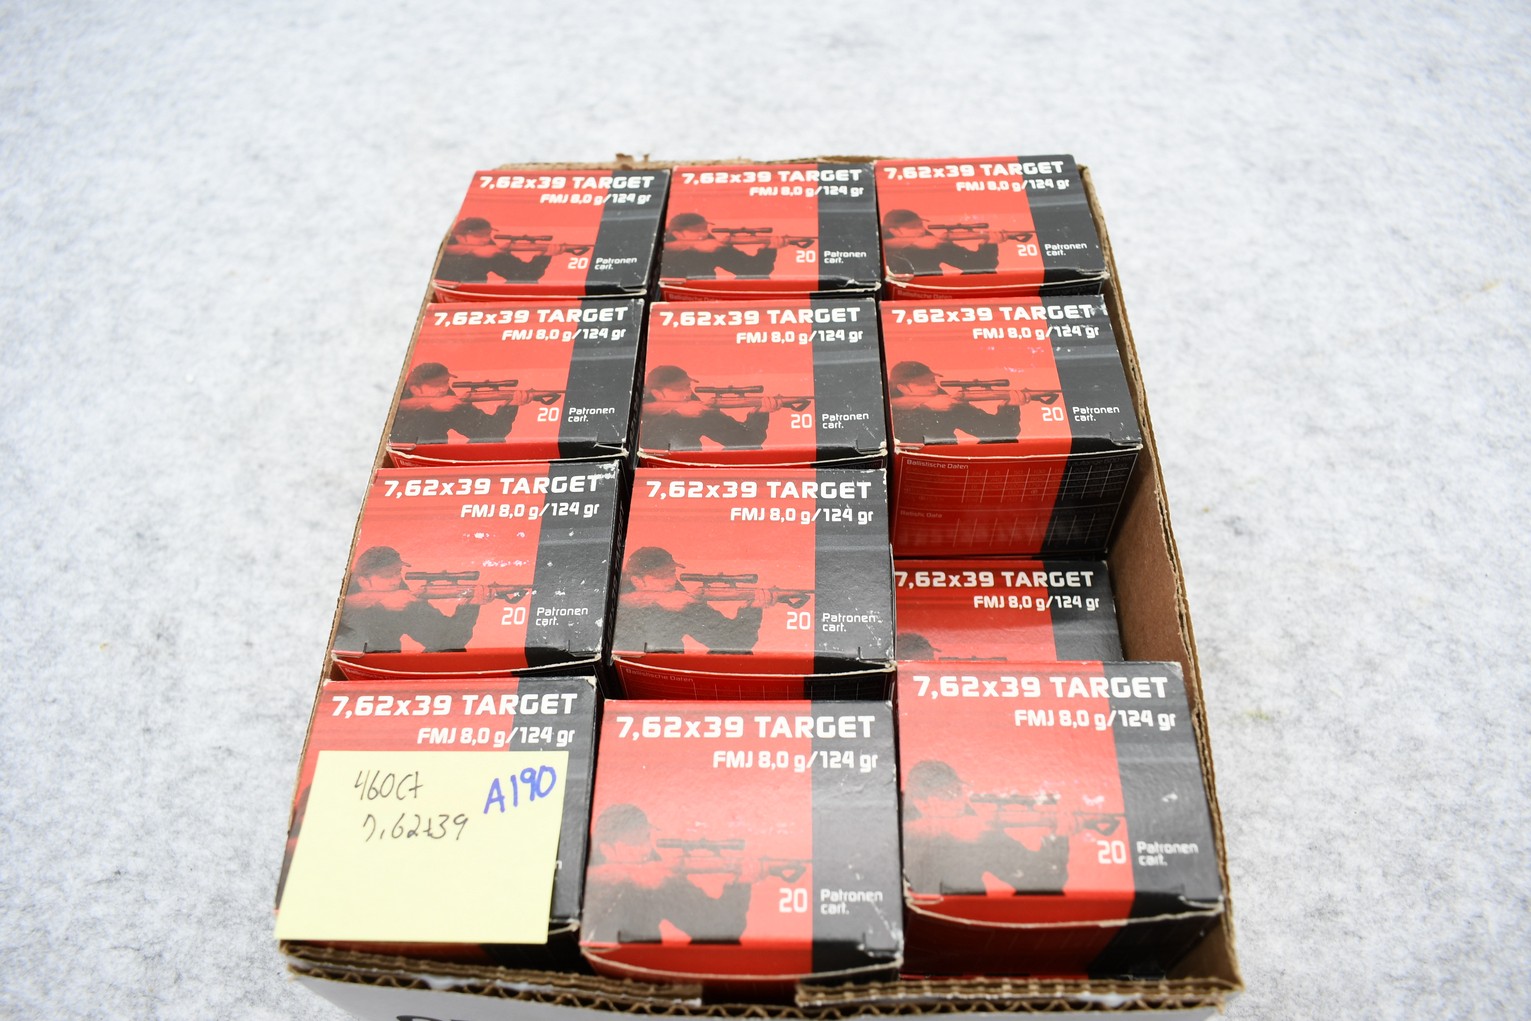 7,62x39 TARGET
FMJ 8,0 g/124 gr
20 Patronen
cart.
7,62x39 TARGET
FMJ 8,0 g/124 gr
20 Patronen
cart.
7,62x39 TARGET
FMJ 8,0 g/124 gr
20 Patronen
cart.
7,62x39 TARGET
FMJ 8,0 g/124 gr
20 Patronen
cart.
7,62x39 TARGET
FMJ 8,0 g/124 gr
20 Patronen
cart.
7,62x39 TARGET
FMJ 8,0 g/124 gr
20 Patronen
cart.
Ballistische Daten
Ballistic Data
7,62x39 TARGET
FMJ 8,0 g/124 gr
20 Patronen
cart.
7,62x39 TARGET
FMJ 8,0 g/124 gr
20 Patronen
cart.
Ballistische Daten
7,62x39 TARGET
FMJ 8,0 g/124 gr
7,62x39 TARGET
FMJ 8,0 g/124 gr
460ct
7.62x39
A190
7,62x39 TARGET
FMJ 8,0 g/124 gr
20 Patronen
cart.
7,62x39 TARGET
FMJ 8,0 g/124 gr
20 Patronen
cart.